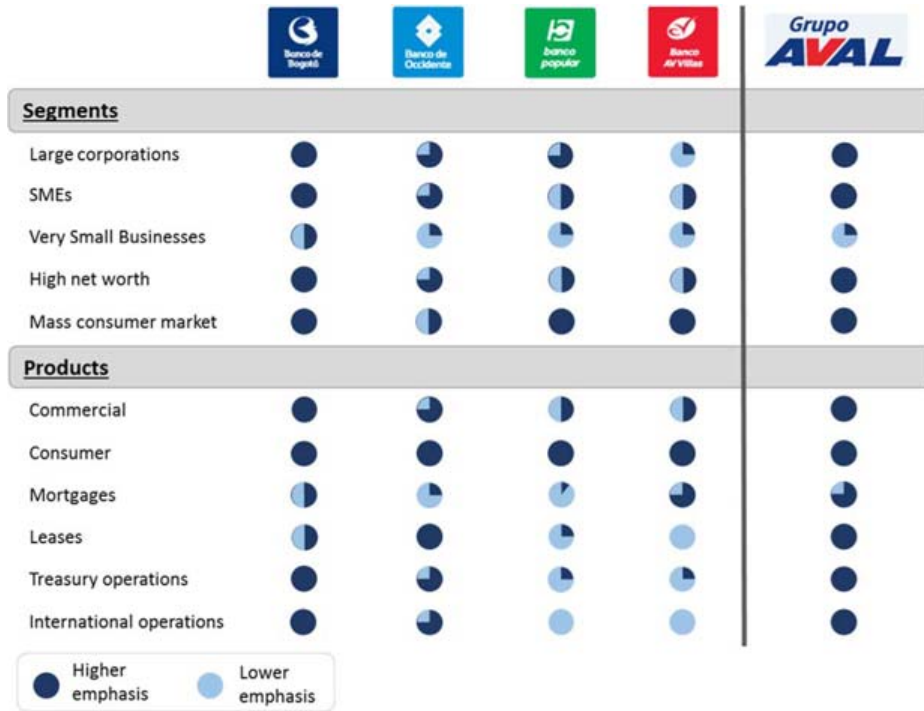 Banco de
Bogotá
Banco de
Occidente
banco
popular
Banco
AV Villas
Grupo
AVAL
Segments
Large corporations
SMEs
Very Small Businesses
High net worth
Mass consumer market
Products
Commercial
Consumer
Mortgages
Leases
Treasury operations
International operations
Higher
emphasis
Lower
emphasis